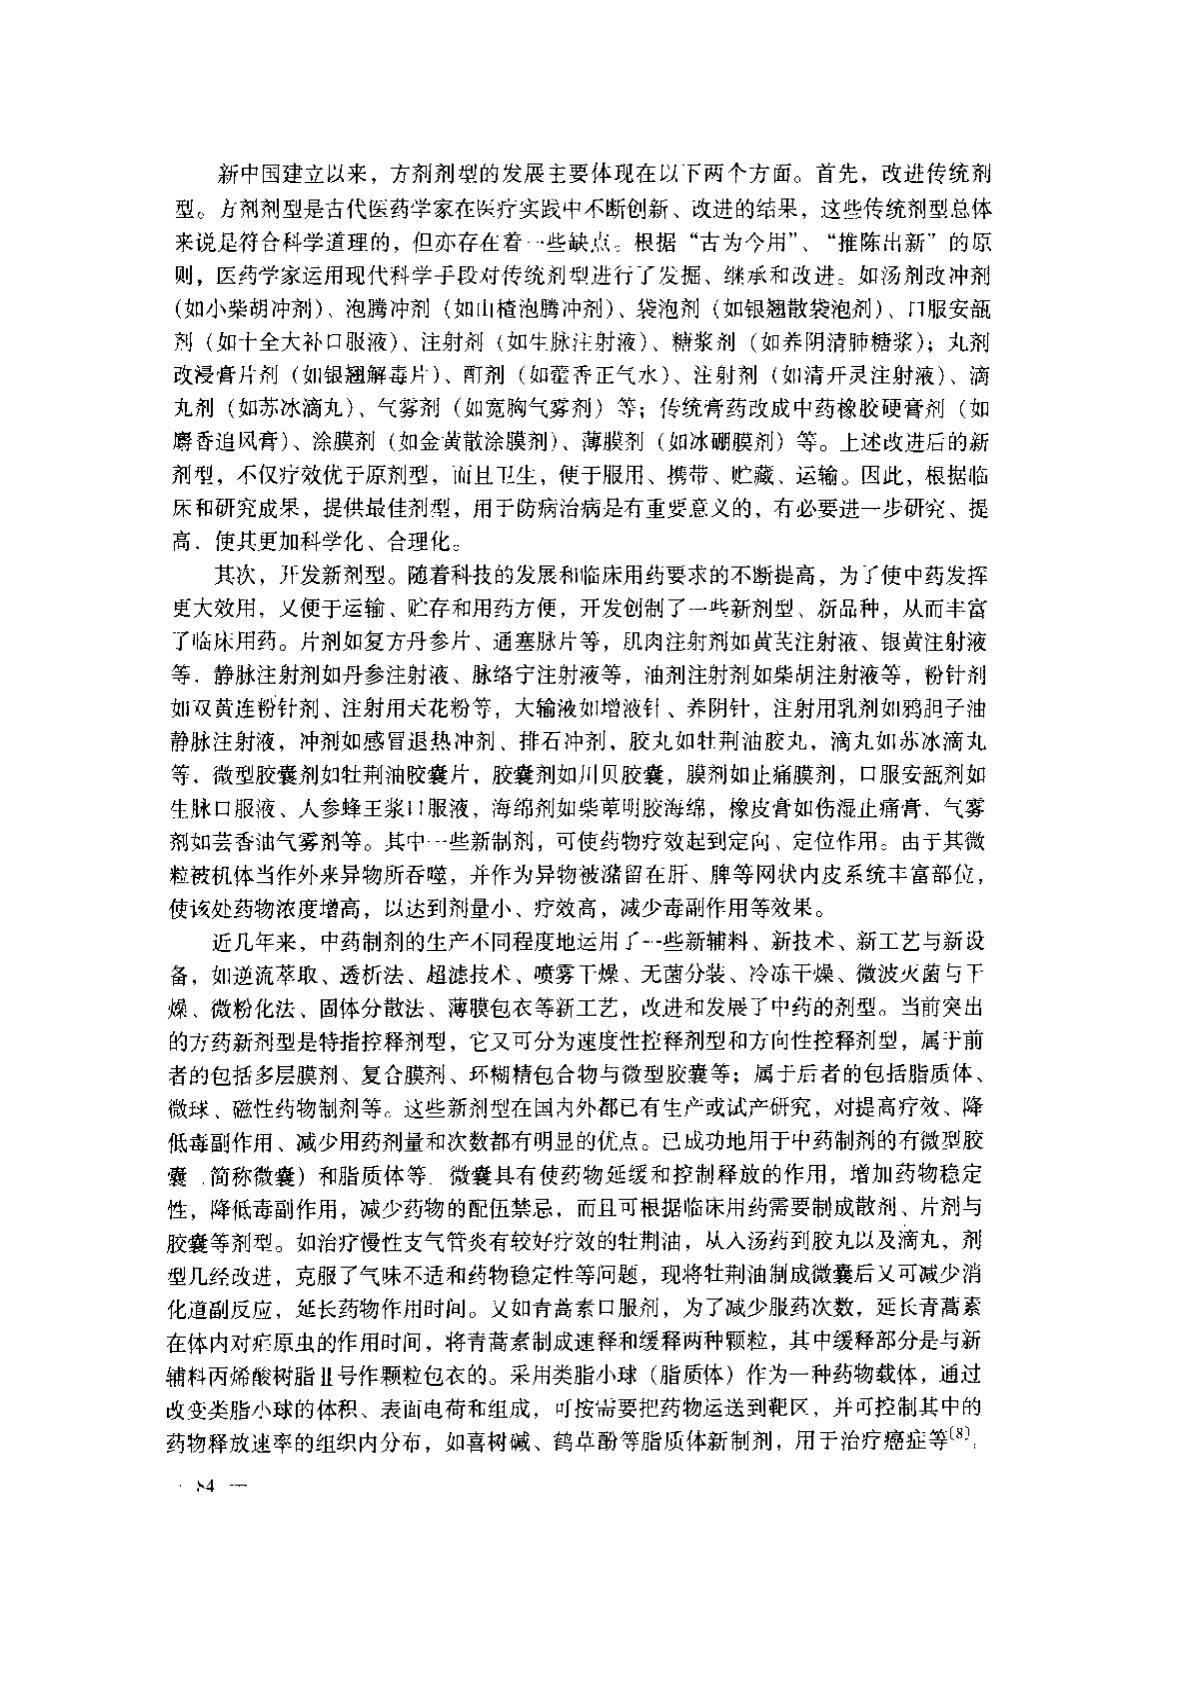 新中国建立以来，方剂剂型的发展主要体现在以下两个方面。首先，改进传统剂
型。方剂剂型是古代医药学家在医疗实践中不断创新、改进的结果，这些传统剂型总体
来说是符合科学道理的，但亦存在着一些缺点。根据“古为今用”、“推陈出新”的原
则，医药学家运用现代科学手段对传统剂型进行了发掘、继承和改进。如汤剂改冲剂
(如小柴胡冲剂)、泡腾冲剂（如山楂泡腾冲剂）、袋泡剂（如银翘散袋泡剂）、口服安瓿
剂（如十全大补口服液）、注射剂（如生脉注射液）、糖浆剂（如养阴清肺糖浆）；丸剂
改浸膏片剂（如银翘解毒片）、酊剂（如藿香正气水）、注射剂（如清开灵注射液）、滴
丸剂（如苏冰滴丸）、气雾剂（如宽胸气雾剂）等；传统膏药改成中药橡胶硬膏剂（如
麝香追风膏）、涂膜剂（如金黄散涂膜剂）、薄膜剂（如冰硼膜剂）等。上述改进后的新
剂型，不仅疗效优于原剂型，而且卫生，便于服用、携带、贮藏、运输。因此，根据临
床和研究成果，提供最佳剂型，用于防病治病是有重要意义的，有必要进一步研究、提
高，使其更加科学化、合理化。
其次，开发新剂型。随着科技的发展和临床用药要求的不断提高，为了使中药发挥
更大效用，又便于运输、贮存和用药方便，开发创制了一些新剂型、新品种，从而丰富
了临床用药。片剂如复方丹参片、通塞脉片等，肌肉注射剂如黄芪注射液、银黄注射液
等，静脉注射剂如丹参注射液、脉络宁注射液等，油剂注射剂如柴胡注射液等，粉针剂
如双黄连粉针剂、注射用天花粉等，大输液如增液针、养阴针，注射用乳剂如鸦胆子油
静脉注射液，冲剂如感冒退热冲剂、排石冲剂，胶丸如牡荆油胶丸，滴丸如苏冰滴丸
等，微型胶囊剂如牡荆油胶囊片，胶囊剂如川贝胶囊，膜剂如止痛膜剂，口服安瓿剂如
生脉口服液、人参蜂王浆口服液，海绵剂如柴草明胶海绵，橡皮膏如伤湿止痛膏，气雾
剂如芸香油气雾剂等。其中一些新制剂，可使药物疗效起到定向、定位作用。由于其微
粒被机体当作外来异物所吞噬，并作为异物被潴留在肝、脾等网状内皮系统丰富部位，
使该处药物浓度增高，以达到剂量小、疗效高，减少毒副作用等效果。
近几年来，中药制剂的生产不同程度地运用了一些新辅料、新技术、新工艺与新设
备，如逆流萃取、透析法、超滤技术、喷雾干燥、无菌分装、冷冻干燥、微波灭菌与干
燥、微粉化法、固体分散法、薄膜包衣等新工艺，改进和发展了中药的剂型。当前突出
的方药新剂型是特指控释剂型，它又可分为速度性控释剂型和方向性控释剂型，属于前
者的包括多层膜剂、复合膜剂、环糊精包合物与微型胶囊等；属于后者的包括脂质体、
微球、磁性药物制剂等。这些新剂型在国内外都已有生产或试产研究，对提高疗效、降
低毒副作用、减少用药剂量和次数都有明显的优点。已成功地用于中药制剂的有微型胶
囊（简称微囊）和脂质体等。微囊具有使药物延缓和控制释放的作用，增加药物稳定
性，降低毒副作用，减少药物的配伍禁忌，而且可根据临床用药需要制成散剂、片剂与
胶囊等剂型。如治疗慢性支气管炎有较好疗效的牡荆油，从入汤药到胶丸以及滴丸，剂
型几经改进，克服了气味不适和药物稳定性等问题，现将牡荆油制成微囊后又可减少消
化道副反应，延长药物作用时间。又如青蒿素口服剂，为了减少服药次数，延长青蒿素
在体内对疟原虫的作用时间，将青蒿素制成速释和缓释两种颗粒，其中缓释部分是与新
辅料丙烯酸树脂Ⅱ号作颗粒包衣的。采用类脂小球（脂质体）作为一种药物载体，通过
改变类脂小球的体积、表面电荷和组成，可按需要把药物运送到靶区，并可控制其中的
药物释放速率的组织内分布，如喜树碱、鹤草酚等脂质体新制剂，用于治疗癌症等〔8〕，
84 —